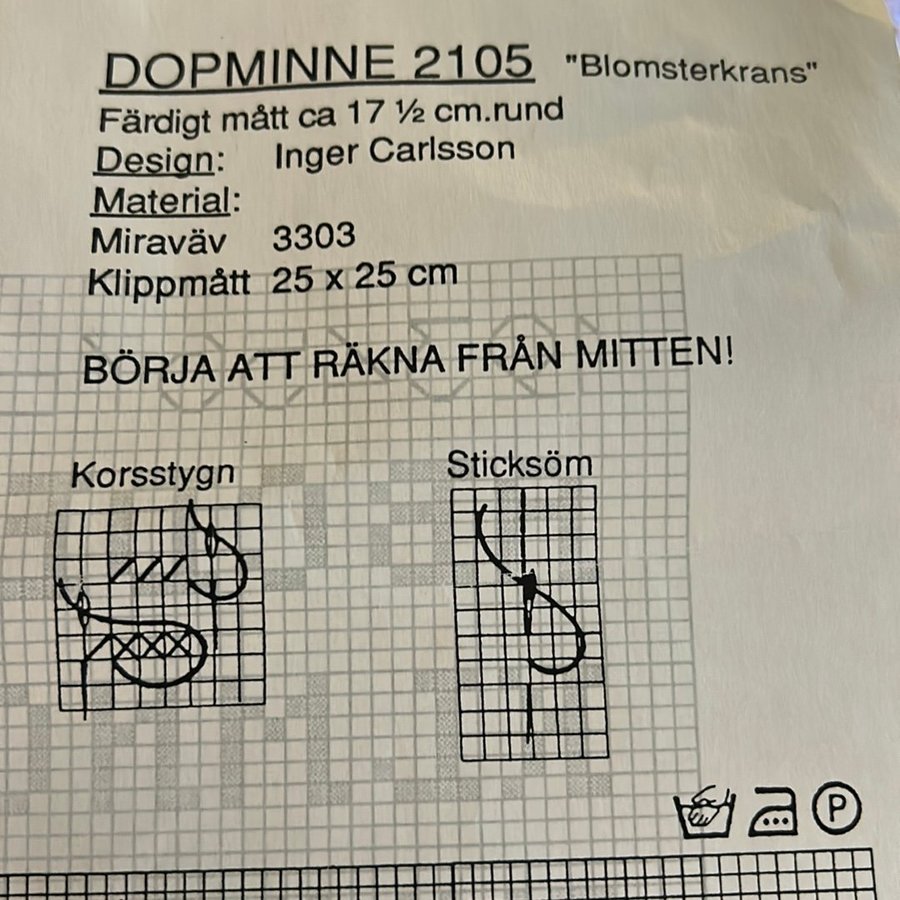 DOPMINNE 2105 "Blomsterkrans"
Färdigt mått ca 17 ½ cm.rund
Design: Inger Carlsson
Material:
Miraväv 3303
Klippmått 25 x 25 cm
BÖRJA ATT RÄKNA FRÅN MITTEN!
Korsstygn Sticksöm
P